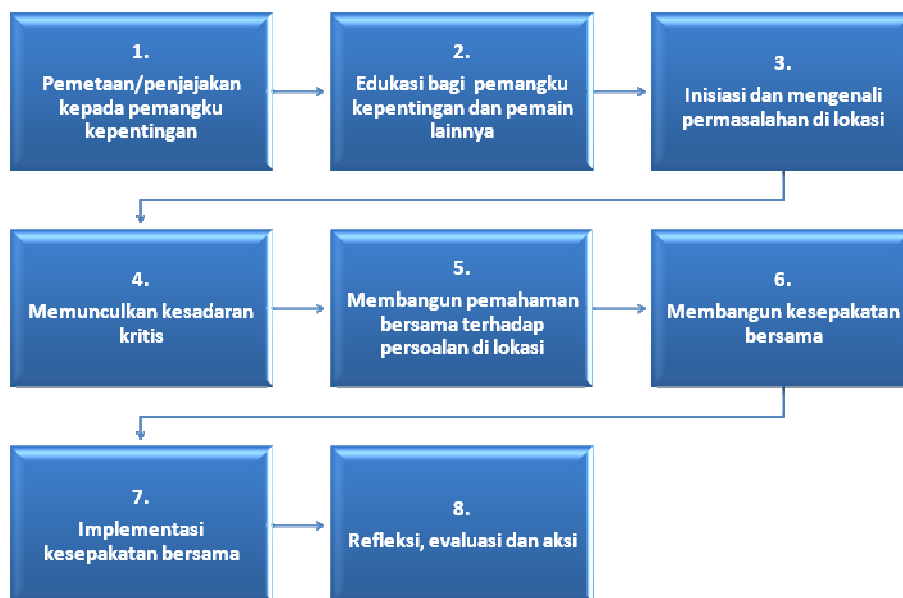 1.
Pemetaan/penjajakan
kepada pemangku
kepentingan
2.
Edukasi bagi pemangku
kepentingan dan pemain
lainnya
3.
Inisiasi dan mengenali
permasalahan di lokasi
4.
Memunculkan kesadaran
kritis
5.
Membangun pemahaman
bersama terhadap
persoalan di lokasi
6.
Membangun kesepakatan
bersama
7.
Implementasi
kesepakatan bersama
8.
Refleksi, evaluasi dan aksi